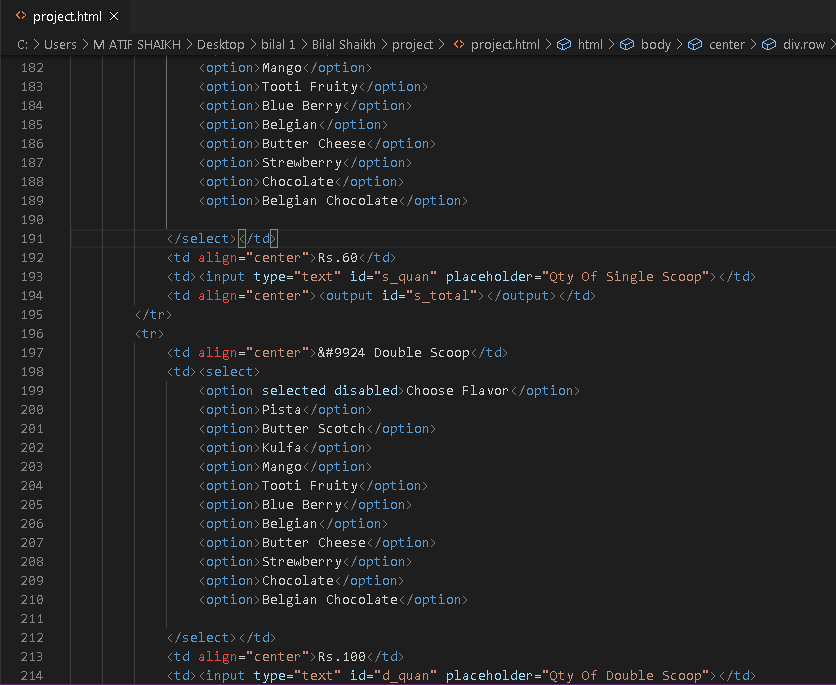 project.html
C: > Users > M ATIF SHAIKH > Desktop > bilal 1 > Bilal Shaikh > project > project.html > html > body > center > div.row >
182 <option>Mango</option>
183 <option>Tooti Fruity</option>
184 <option>Blue Berry</option>
185 <option>Belgian</option>
186 <option>Butter Cheese</option>
187 <option>Strewberry</option>
188 <option>Chocolate</option>
189 <option>Belgian Chocolate</option>
190
191 </select></td>
192 <td align="center">Rs.60</td>
193 <td><input type="text" id="s_quan" placeholder="Qty Of Single Scoop"></td>
194 <td align="center"><output id="s_total"></output></td>
195 </tr>
196 <tr>
197 <td align="center">&#9924 Double Scoop</td>
198 <td><select>
199 <option selected disabled>Choose Flavor</option>
200 <option>Pista</option>
201 <option>Butter Scotch</option>
202 <option>Kulfa</option>
203 <option>Mango</option>
204 <option>Tooti Fruity</option>
205 <option>Blue Berry</option>
206 <option>Belgian</option>
207 <option>Butter Cheese</option>
208 <option>Strewberry</option>
209 <option>Chocolate</option>
210 <option>Belgian Chocolate</option>
211
212 </select></td>
213 <td align="center">Rs.100</td>
214 <td><input type="text" id="d_quan" placeholder="Qty Of Double Scoop"></td>